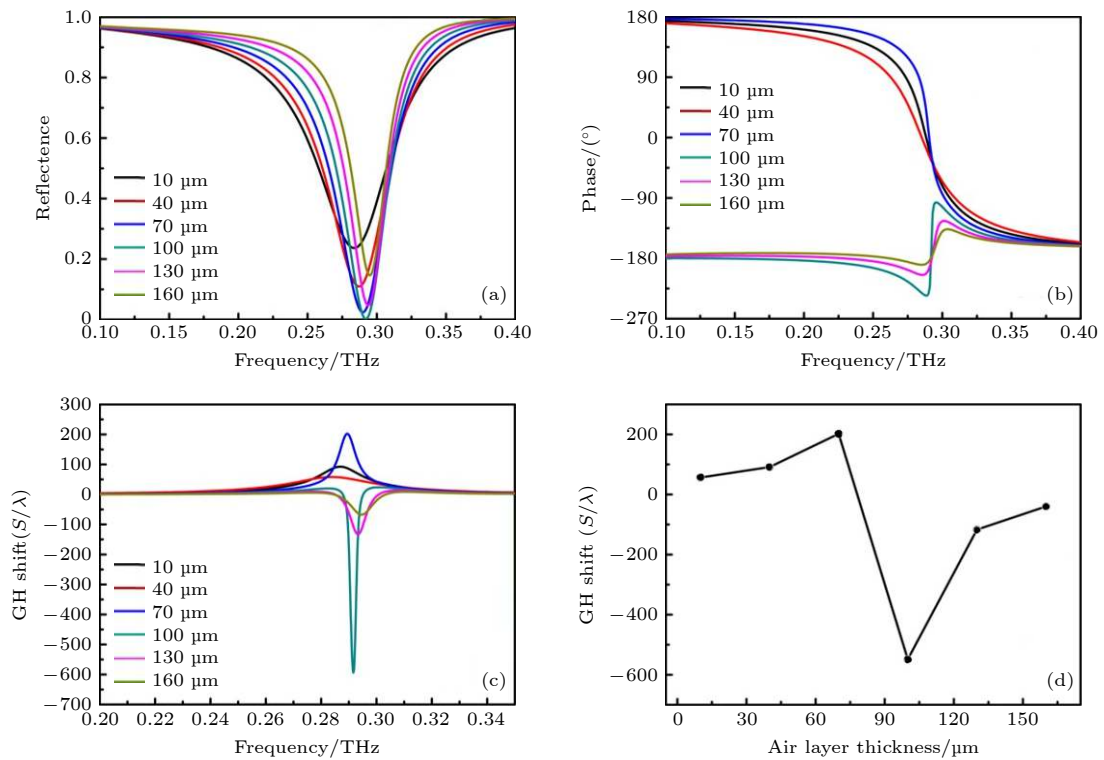 1.0
0.8
0.6
0.4
0.2
0
Reflectence
10 µm
40 µm
70 µm
100 µm
130 µm
160 µm
(a)
0.10 0.15 0.20 0.25 0.30 0.35 0.40
Frequency/THz
180
90
0
−90
−180
−270
Phase/(°)
10 µm
40 µm
70 µm
100 µm
130 µm
160 µm
(b)
0.10 0.15 0.20 0.25 0.30 0.35 0.40
Frequency/THz
300
200
100
0
−100
−200
−300
−400
−500
−600
−700
GH shift(S/λ)
10 µm
40 µm
70 µm
100 µm
130 µm
160 µm
(c)
0.20 0.22 0.24 0.26 0.28 0.30 0.32 0.34
Frequency/THz
200
0
−200
−400
−600
GH shift (S/λ)
(d)
0 30 60 90 120 150
Air layer thickness/µm